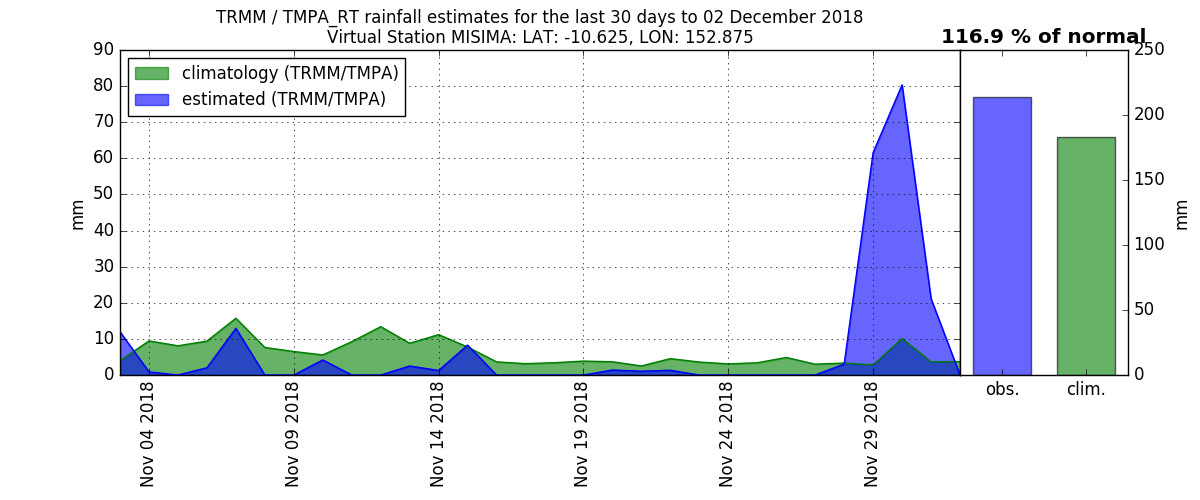 TRMM / TMPA_RT rainfall estimates for the last 30 days to 02 December 2018
Virtual Station MISIMA: LAT: -10.625, LON: 152.875
116.9 % of normal
climatology (TRMM/TMPA)
estimated (TRMM/TMPA)
90
80
70
60
50
40
30
20
10
0
mm
Nov 04 2018
Nov 09 2018
Nov 14 2018
Nov 19 2018
Nov 24 2018
Nov 29 2018
obs.
clim.
250
200
150
100
50
0
mm